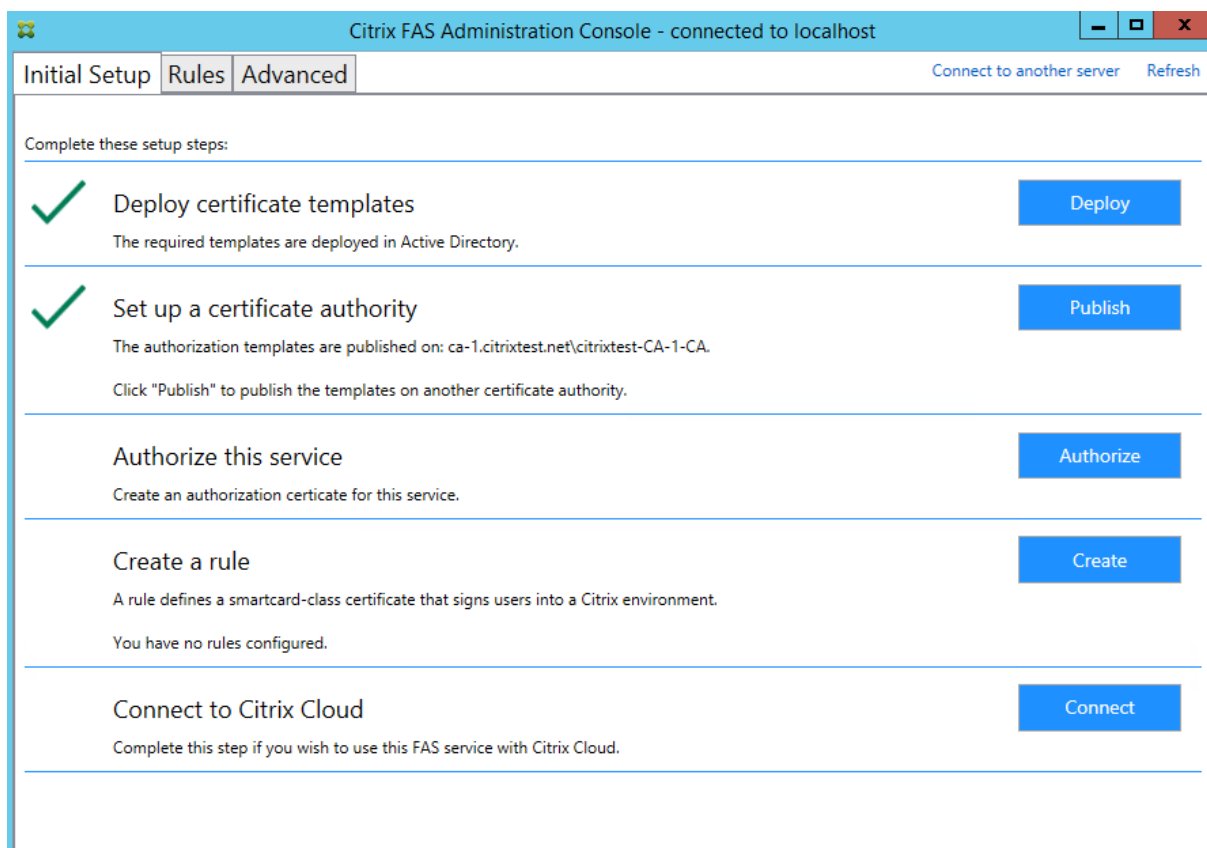 Citrix FAS Administration Console - connected to localhost
Initial Setup Rules Advanced Connect to another server Refresh
Complete these setup steps:
Deploy certificate templates Deploy
The required templates are deployed in Active Directory.
Set up a certificate authority Publish
The authorization templates are published on: ca-1.citrixtest.net\citrixtest-CA-1-CA.
Click "Publish" to publish the templates on another certificate authority.
Authorize this service Authorize
Create an authorization certicate for this service.
Create a rule Create
A rule defines a smartcard-class certificate that signs users into a Citrix environment.
You have no rules configured.
Connect to Citrix Cloud Connect
Complete this step if you wish to use this FAS service with Citrix Cloud.